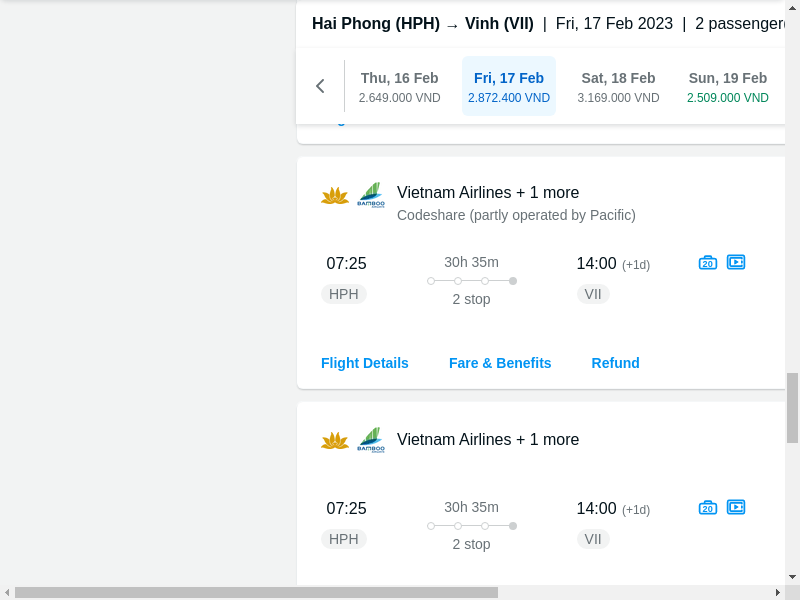 Hai Phong (HPH) → Vinh (VII) | Fri, 17 Feb 2023 | 2 passenger(
Thu, 16 Feb Fri, 17 Feb Sat, 18 Feb Sun, 19 Feb
2.649.000 VND 2.872.400 VND 3.169.000 VND 2.509.000 VND
Vietnam Airlines + 1 more
BAMBOO
Codeshare (partly operated by Pacific)
07:25 30h 35m 14:00 (+1d) 20
HPH 2 stop VII
Flight Details Fare & Benefits Refund
Vietnam Airlines + 1 more
BAMBOO
07:25 30h 35m 14:00 (+1d) 20
HPH 2 stop VII